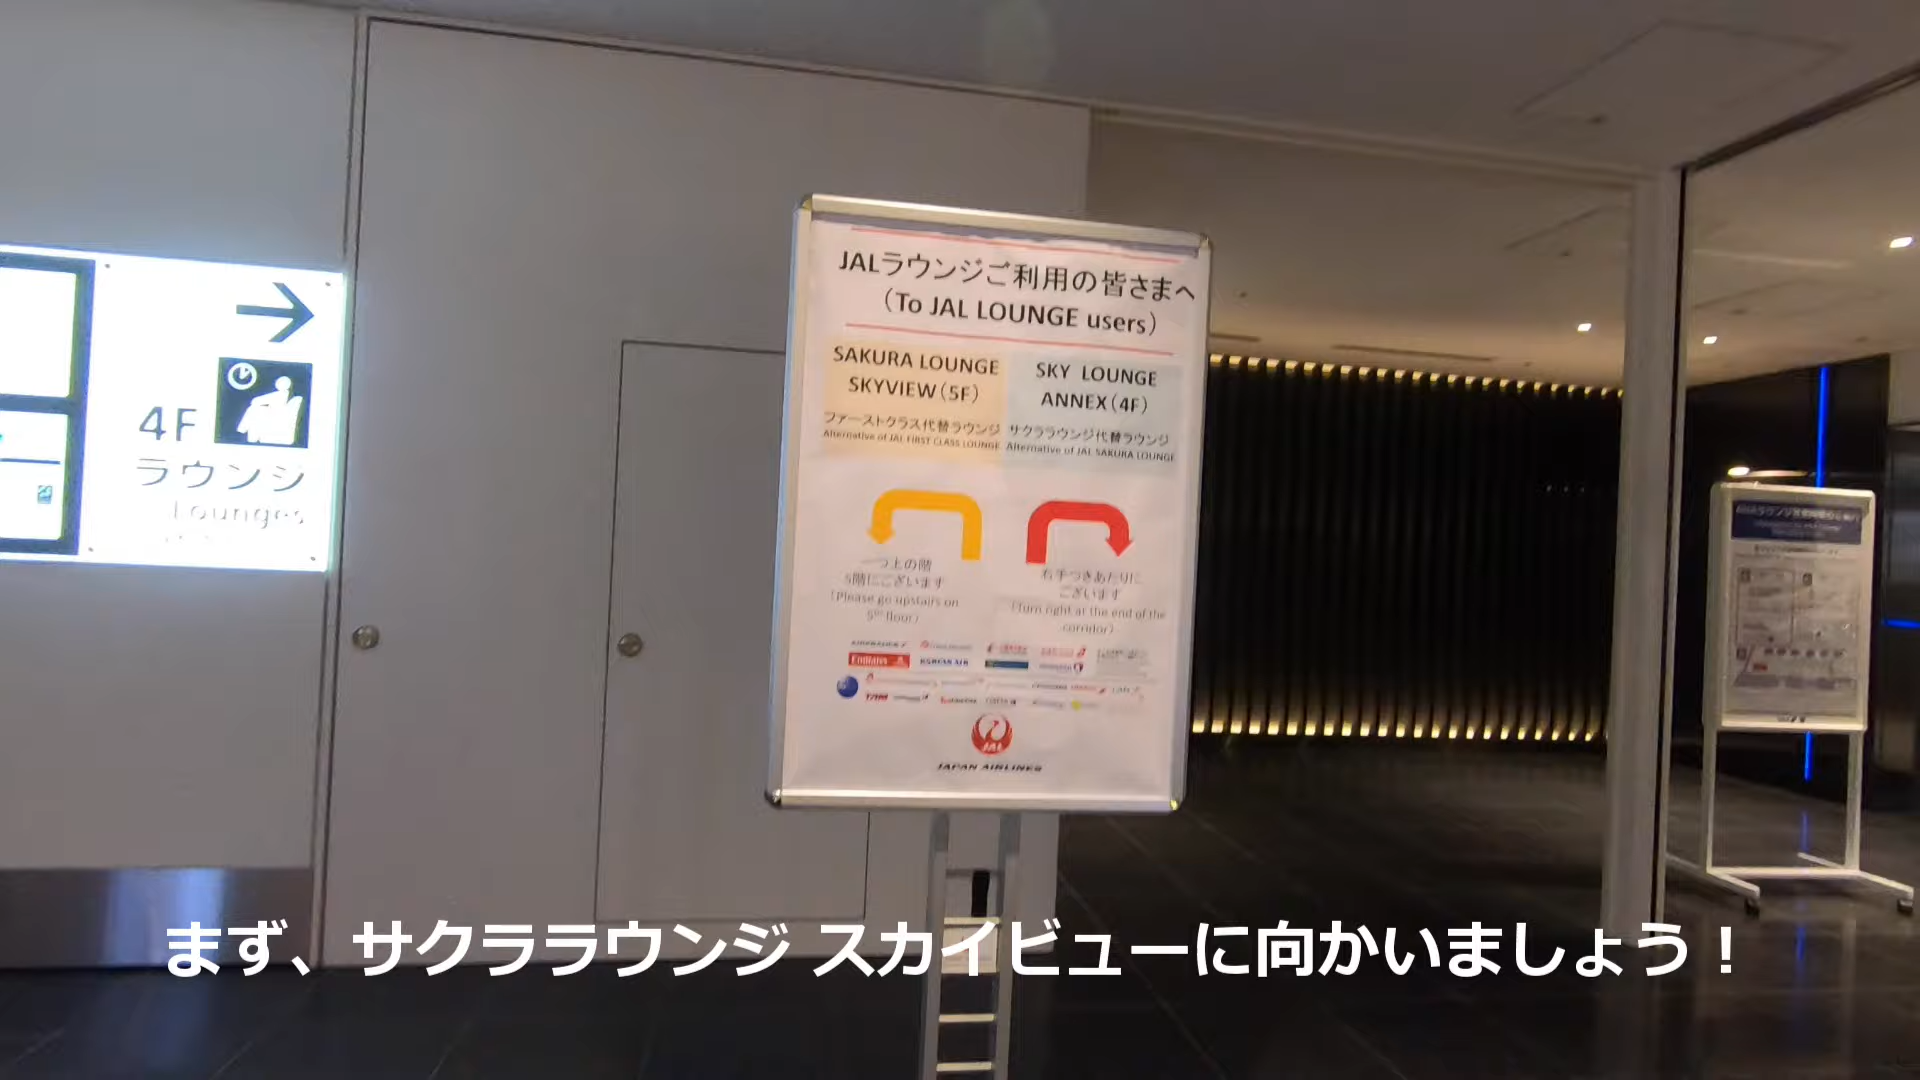 4F
ラウンジ
Lounges
JALラウンジご利用の皆さまへ
（To JAL LOUNGE users）
SAKURA LOUNGE
SKYVIEW（5F）
ファーストクラス代替ラウンジ
Alternative of JAL FIRST CLASS LOUNGE
SKY LOUNGE
ANNEX（4F）
サクララウンジ代替ラウンジ
Alternative of JAL SAKURA LOUNGE
一つ上の階
5階にございます
（Please go upstairs on
5th floor）
右手つきあたりに
ございます
（Turn right at the end of the
corridor）
Emirates
KOREAN AIR
JAL
JAPAN AIRLINES
まず、サクララウンジ スカイビューに向かいましょう！